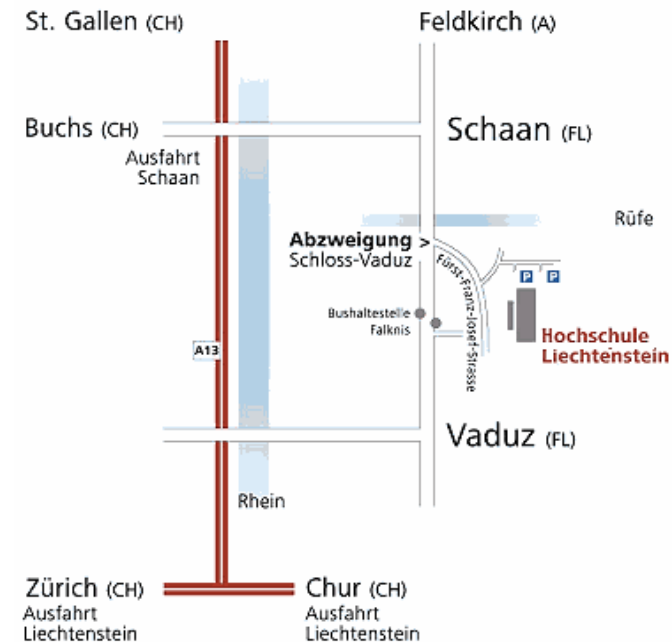 St. Gallen (CH)
Feldkirch (A)
Buchs (CH)
Schaan (FL)
Ausfahrt
Schaan
Rüfe
Abzweigung >
Schloss-Vaduz
Fürst-Franz-Josef-Strasse
P P
Bushaltestelle
Falknis
Hochschule
Liechtenstein
A13
Vaduz (FL)
Rhein
Zürich (CH)
Ausfahrt
Liechtenstein
Chur (CH)
Ausfahrt
Liechtenstein